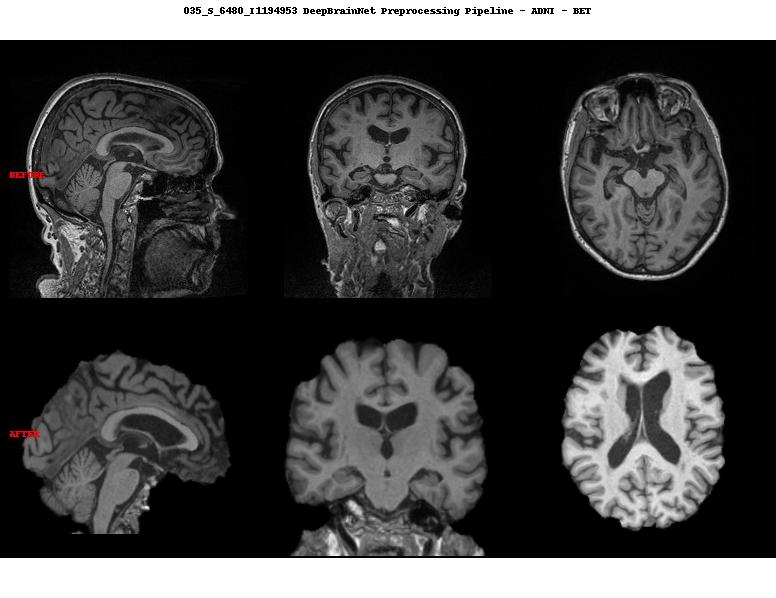 035_S_6480_I1194953 DeepBrainNet Preprocessing Pipeline - ADNI - BET
BEFORE
AFTER